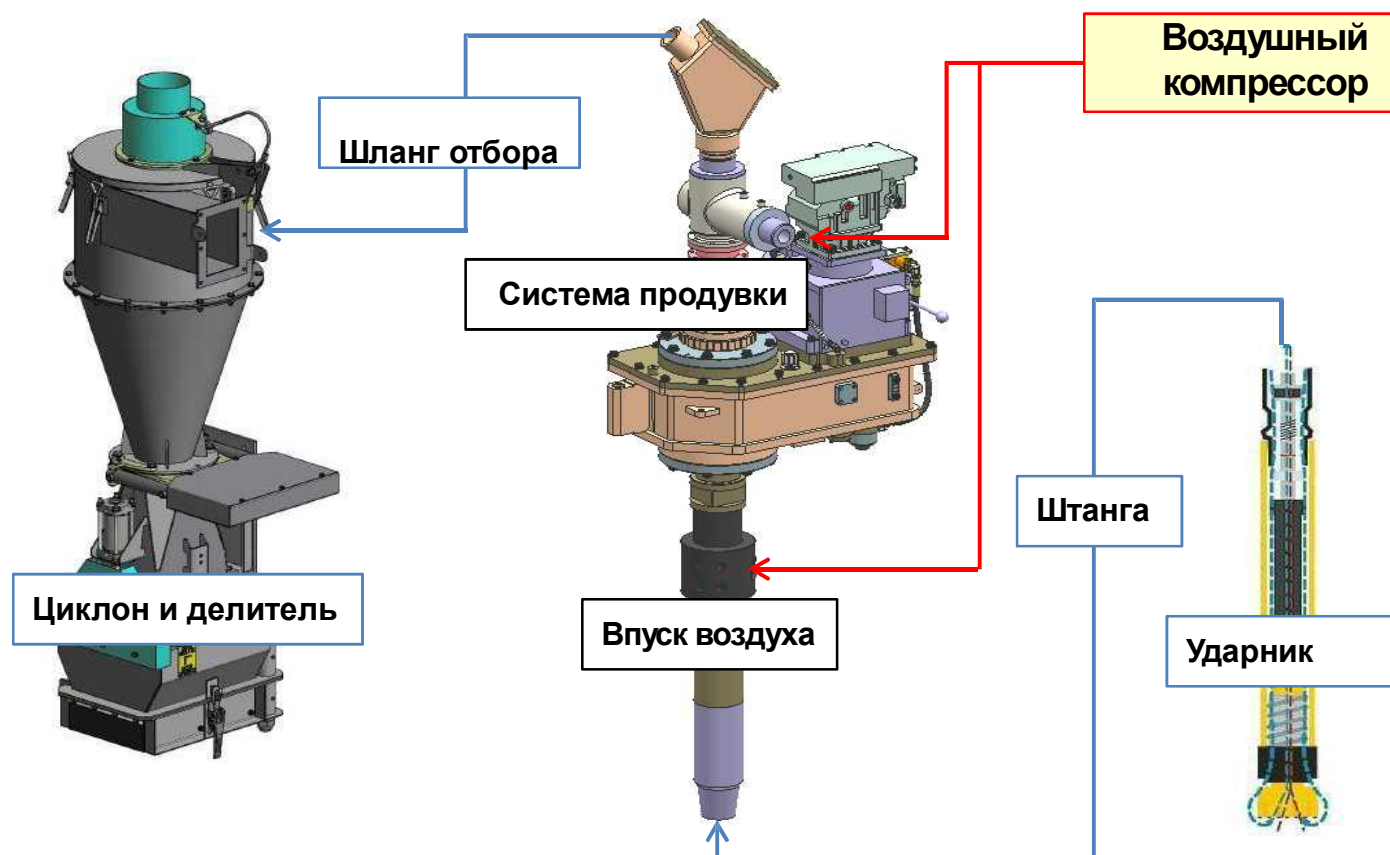 Воздушный
компрессор
Шланг отбора
Система продувки
Штанга
Циклон и делитель
Впуск воздуха
Ударник